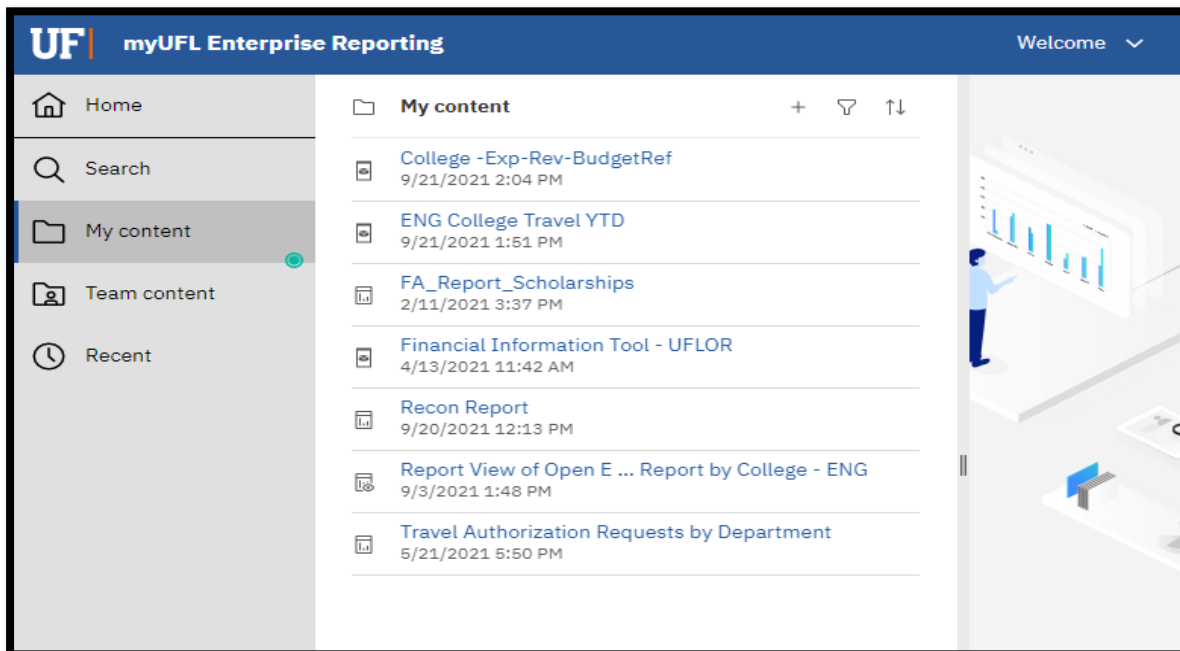 UF myUFL Enterprise Reporting Welcome
Home
Search
My content
Team content
Recent
My content
College -Exp-Rev-BudgetRef
9/21/2021 2:04 PM
ENG College Travel YTD
9/21/2021 1:51 PM
FA_Report_Scholarships
2/11/2021 3:37 PM
Financial Information Tool - UFLOR
4/13/2021 11:42 AM
Recon Report
9/20/2021 12:13 PM
Report View of Open E ... Report by College - ENG
9/3/2021 1:48 PM
Travel Authorization Requests by Department
5/21/2021 5:50 PM